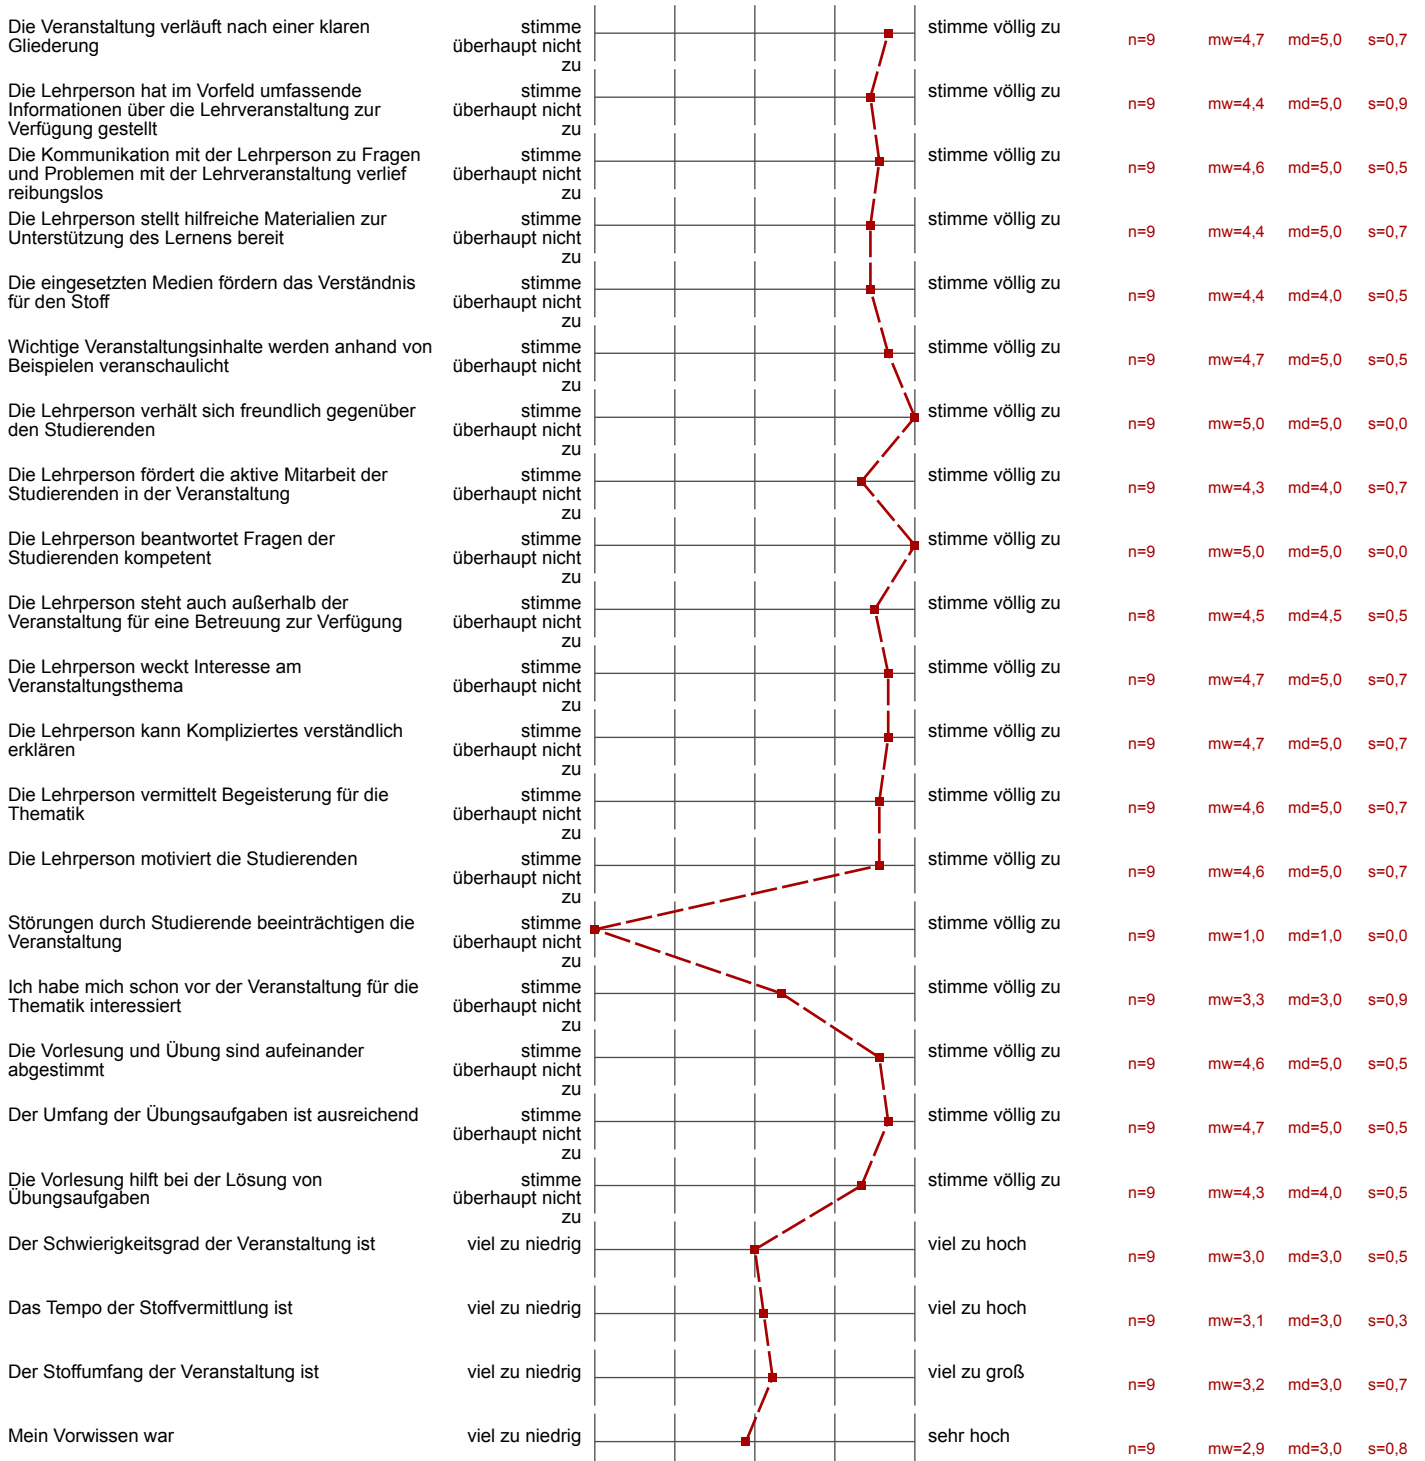 Die Veranstaltung verläuft nach einer klaren
Gliederung
stimme
überhaupt nicht
zu
stimme völlig zu
n=9 mw=4,7 md=5,0 s=0,7
Die Lehrperson hat im Vorfeld umfassende
Informationen über die Lehrveranstaltung zur
Verfügung gestellt
stimme
überhaupt nicht
zu
stimme völlig zu
n=9 mw=4,4 md=5,0 s=0,9
Die Kommunikation mit der Lehrperson zu Fragen
und Problemen mit der Lehrveranstaltung verlief
reibungslos
stimme
überhaupt nicht
zu
stimme völlig zu
n=9 mw=4,6 md=5,0 s=0,5
Die Lehrperson stellt hilfreiche Materialien zur
Unterstützung des Lernens bereit
stimme
überhaupt nicht
zu
stimme völlig zu
n=9 mw=4,4 md=5,0 s=0,7
Die eingesetzten Medien fördern das Verständnis
für den Stoff
stimme
überhaupt nicht
zu
stimme völlig zu
n=9 mw=4,4 md=4,0 s=0,5
Wichtige Veranstaltungsinhalte werden anhand von
Beispielen veranschaulicht
stimme
überhaupt nicht
zu
stimme völlig zu
n=9 mw=4,7 md=5,0 s=0,5
Die Lehrperson verhält sich freundlich gegenüber
den Studierenden
stimme
überhaupt nicht
zu
stimme völlig zu
n=9 mw=5,0 md=5,0 s=0,0
Die Lehrperson fördert die aktive Mitarbeit der
Studierenden in der Veranstaltung
stimme
überhaupt nicht
zu
stimme völlig zu
n=9 mw=4,3 md=4,0 s=0,7
Die Lehrperson beantwortet Fragen der
Studierenden kompetent
stimme
überhaupt nicht
zu
stimme völlig zu
n=9 mw=5,0 md=5,0 s=0,0
Die Lehrperson steht auch außerhalb der
Veranstaltung für eine Betreuung zur Verfügung
stimme
überhaupt nicht
zu
stimme völlig zu
n=8 mw=4,5 md=4,5 s=0,5
Die Lehrperson weckt Interesse am
Veranstaltungsthema
stimme
überhaupt nicht
zu
stimme völlig zu
n=9 mw=4,7 md=5,0 s=0,7
Die Lehrperson kann Kompliziertes verständlich
erklären
stimme
überhaupt nicht
zu
stimme völlig zu
n=9 mw=4,7 md=5,0 s=0,7
Die Lehrperson vermittelt Begeisterung für die
Thematik
stimme
überhaupt nicht
zu
stimme völlig zu
n=9 mw=4,6 md=5,0 s=0,7
Die Lehrperson motiviert die Studierenden
stimme
überhaupt nicht
zu
stimme völlig zu
n=9 mw=4,6 md=5,0 s=0,7
Störungen durch Studierende beeinträchtigen die
Veranstaltung
stimme
überhaupt nicht
zu
stimme völlig zu
n=9 mw=1,0 md=1,0 s=0,0
Ich habe mich schon vor der Veranstaltung für die
Thematik interessiert
stimme
überhaupt nicht
zu
stimme völlig zu
n=9 mw=3,3 md=3,0 s=0,9
Die Vorlesung und Übung sind aufeinander
abgestimmt
stimme
überhaupt nicht
zu
stimme völlig zu
n=9 mw=4,6 md=5,0 s=0,5
Der Umfang der Übungsaufgaben ist ausreichend
stimme
überhaupt nicht
zu
stimme völlig zu
n=9 mw=4,7 md=5,0 s=0,5
Die Vorlesung hilft bei der Lösung von
Übungsaufgaben
stimme
überhaupt nicht
zu
stimme völlig zu
n=9 mw=4,3 md=4,0 s=0,5
Der Schwierigkeitsgrad der Veranstaltung ist
viel zu niedrig
viel zu hoch
n=9 mw=3,0 md=3,0 s=0,5
Das Tempo der Stoffvermittlung ist
viel zu niedrig
viel zu hoch
n=9 mw=3,1 md=3,0 s=0,3
Der Stoffumfang der Veranstaltung ist
viel zu niedrig
viel zu groß
n=9 mw=3,2 md=3,0 s=0,7
Mein Vorwissen war
viel zu niedrig
sehr hoch
n=9 mw=2,9 md=3,0 s=0,8